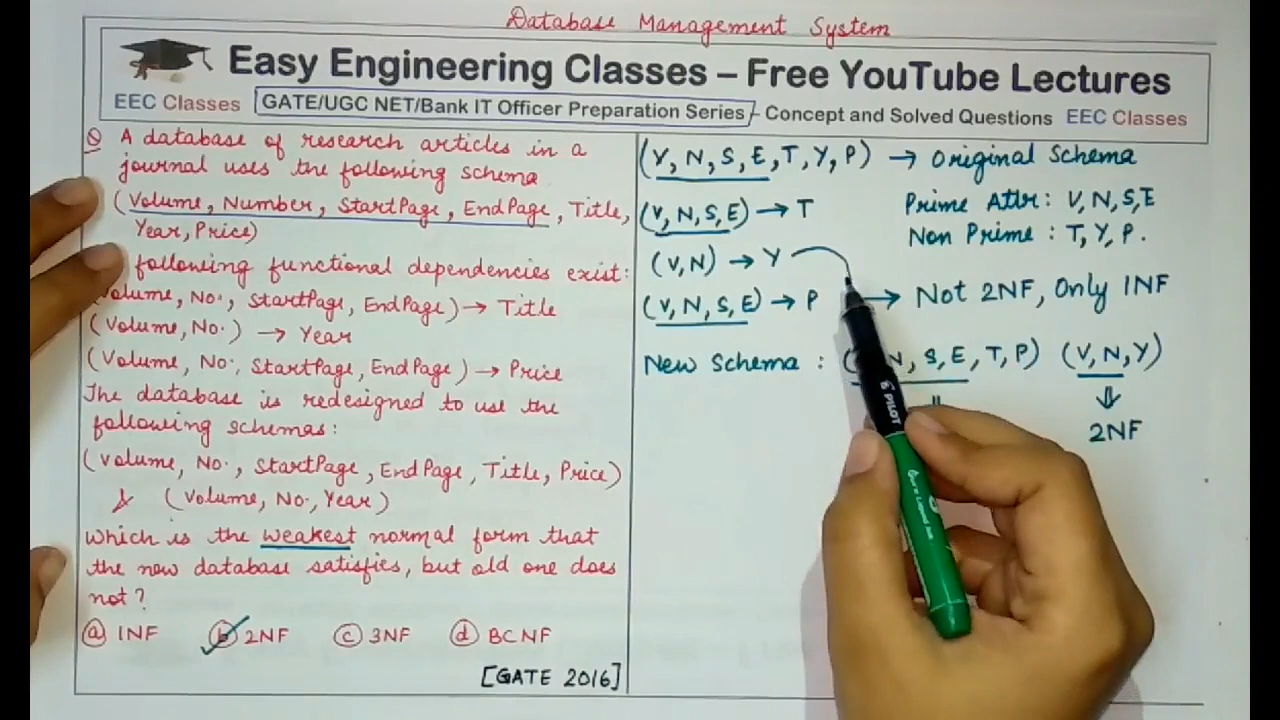 Database Management System
Easy Engineering Classes – Free YouTube Lectures
EEC Classes GATE/UGC NET/Bank IT Officer Preparation Series – Concept and Solved Questions EEC Classes
Q A database of research articles in a
journal uses the following schema
(Volume, Number, StartPage, EndPage, Title,
Year, Price)
following functional dependencies exist:
Volume, No., StartPage, EndPage) → Title
(Volume, No.) → Year
(Volume, No., StartPage, EndPage) → Price
The database is redesigned to use the
following schemas:
(Volume, No., StartPage, EndPage, Title, Price)
& (Volume, No., Year)
Which is the weakest normal form that
the new database satisfies, but old one does
not?
(a) 1NF (b) 2NF (c) 3NF (d) BCNF
[GATE 2016]
(V, N, S, E, T, Y, P) → Original Schema
(V, N, S, E) → T
(V, N) → Y
(V, N, S, E) → P
Prime Attr: V, N, S, E
Non Prime : T, Y, P.
→ Not 2NF, Only 1NF
New Schema : ( N, S, E, T, P) (V, N, Y)
⇓
2NF
PILOT